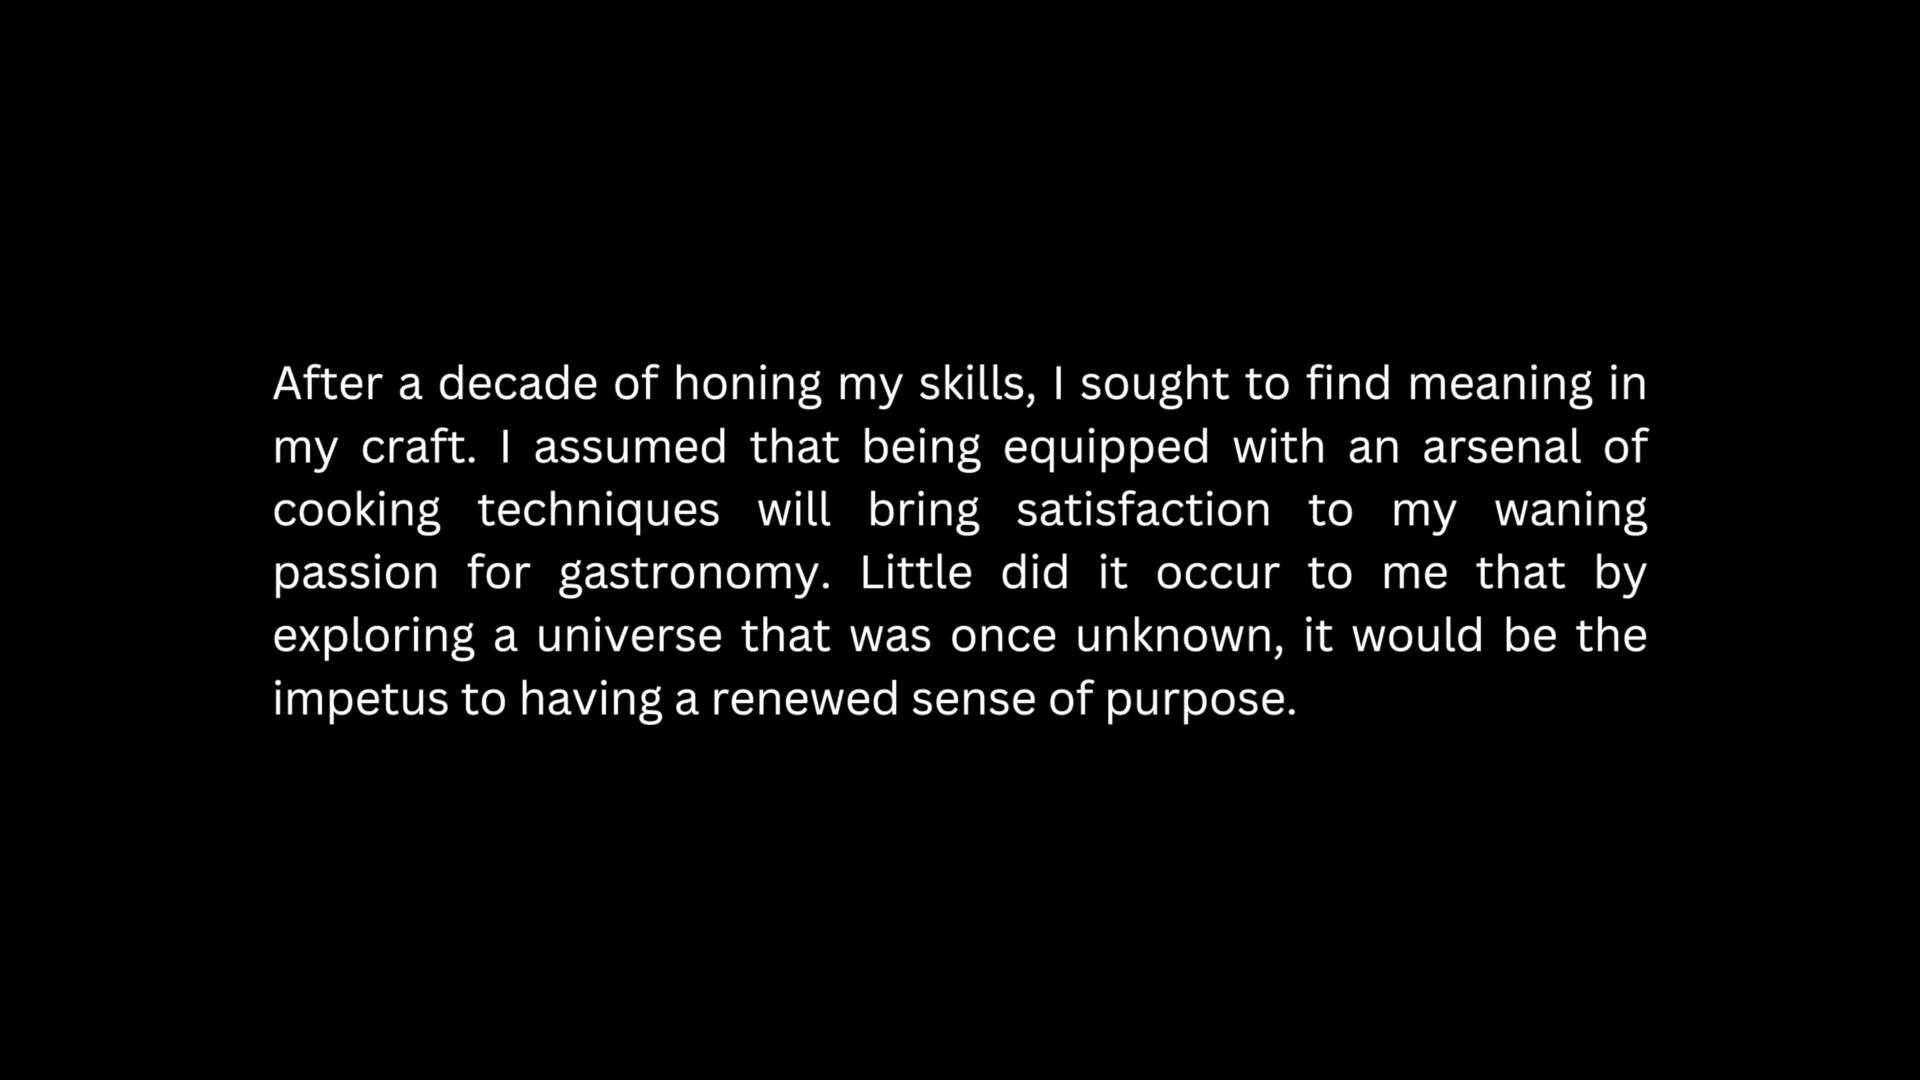 After a decade of honing my skills, I sought to find meaning in
my craft. I assumed that being equipped with an arsenal of
cooking techniques will bring satisfaction to my waning
passion for gastronomy. Little did it occur to me that by
exploring a universe that was once unknown, it would be the
impetus to having a renewed sense of purpose.